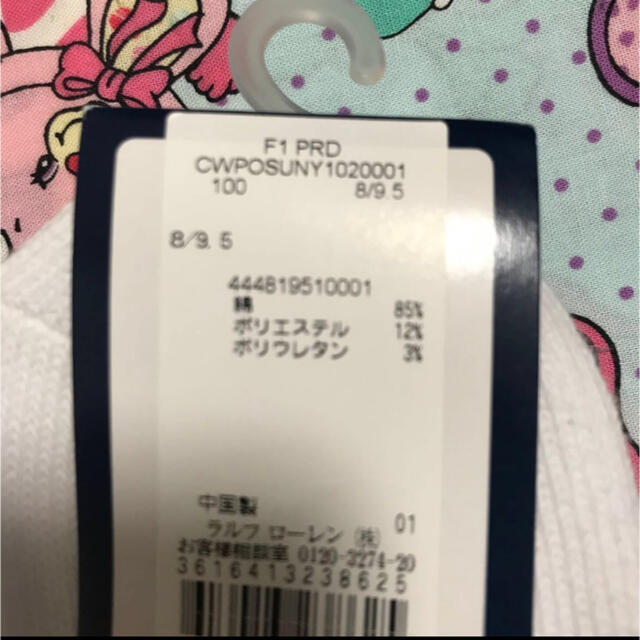 F1 PRD
CWPOSUNY1020001
100 8/9.5
8/9.5
444819510001
綿 85%
ポリエステル 12%
ポリウレタン 3%
中国製 01
ラルフ ローレン (株)
お客様相談室 0120-3274-20
3616413238625